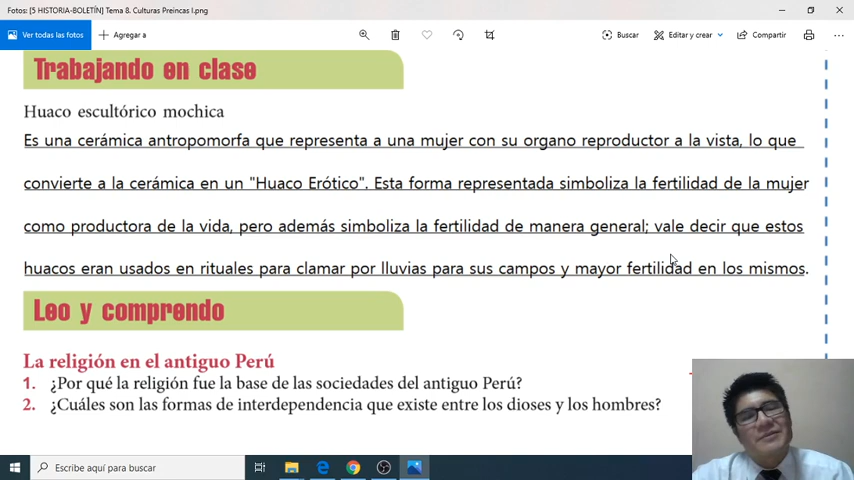 Fotos: [5 HISTORIA-BOLETÍN] Tema 8. Culturas Preincas I.png
Ver todas las fotos
Agregar a
Buscar
Editar y crear
Compartir
Trabajando en clase
Huaco escultórico mochica
Es una cerámica antropomorfa que representa a una mujer con su organo reproductor a la vista, lo que
convierte a la cerámica en un "Huaco Erótico". Esta forma representada simboliza la fertilidad de la mujer
como productora de la vida, pero además simboliza la fertilidad de manera general; vale decir que estos
huacos eran usados en rituales para clamar por lluvias para sus campos y mayor fertilidad en los mismos.
Leo y comprendo
La religión en el antiguo Perú
1. ¿Por qué la religión fue la base de las sociedades del antiguo Perú?
2. ¿Cuáles son las formas de interdependencia que existe entre los dioses y los hombres?
Escribe aquí para buscar